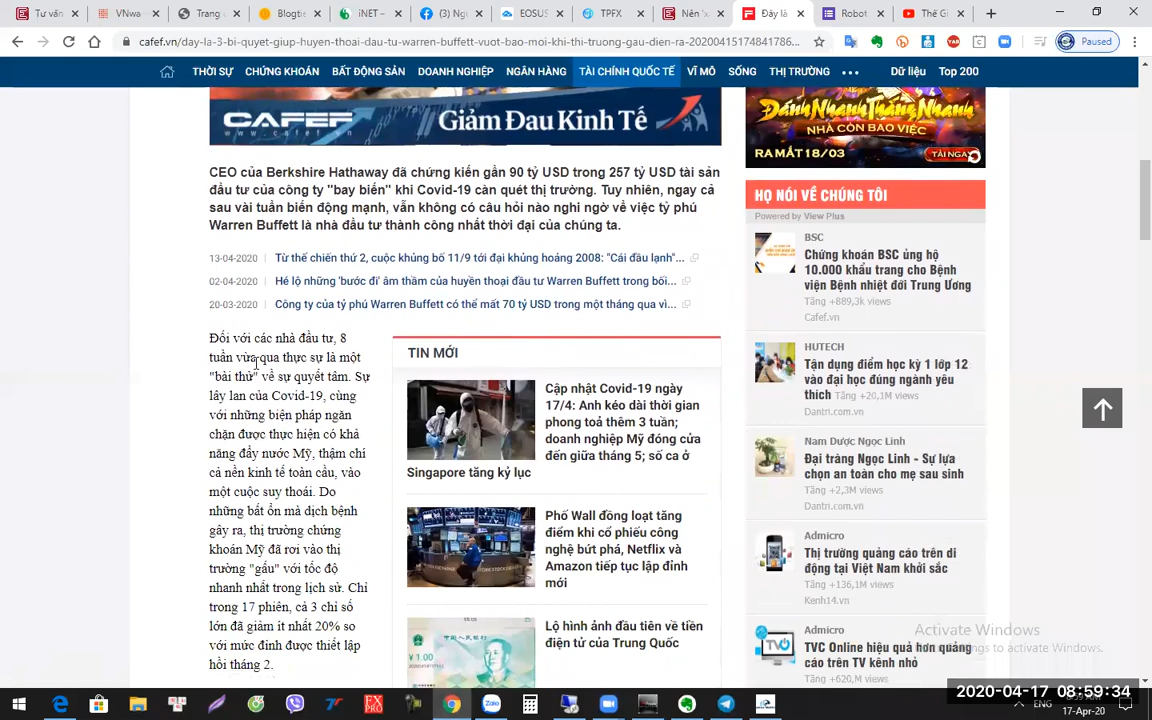 Tư vấn
VNwa
Trang
Blogtie
iNET –
(3) Ng
EOSUS
TPFX
Nên 'x
Đây là
Robot
Thế Gi
cafef.vn/day-la-3-bi-quyet-giup-huyen-thoai-dau-tu-warren-buffett-vuot-bao-moi-khi-thi-truong-gau-dien-ra-20200415174841786...
Paused
THỜI SỰ
CHỨNG KHOÁN
BẤT ĐỘNG SẢN
DOANH NGHIỆP
NGÂN HÀNG
TÀI CHÍNH QUỐC TẾ
VĨ MÔ
SỐNG
THỊ TRƯỜNG
Dữ liệu
Top 200
CAFEF
www.cafef.vn
Giảm Đau Kinh Tế
CEO của Berkshire Hathaway đã chứng kiến gần 90 tỷ USD trong 257 tỷ USD tài sản
đầu tư của công ty "bay biến" khi Covid-19 càn quét thị trường. Tuy nhiên, ngay cả
sau vài tuần biến động mạnh, vẫn không có câu hỏi nào nghi ngờ về việc tỷ phú
Warren Buffett là nhà đầu tư thành công nhất thời đại của chúng ta.
13-04-2020 Từ thế chiến thứ 2, cuộc khủng bố 11/9 tới đại khủng hoảng 2008: "Cái đầu lạnh"...
02-04-2020 Hé lộ những 'bước đi' âm thầm của huyền thoại đầu tư Warren Buffett trong bối...
20-03-2020 Công ty của tỷ phú Warren Buffett có thể mất 70 tỷ USD trong một tháng qua vì...
Đối với các nhà đầu tư, 8
tuần vừa qua thực sự là một
"bài thử" về sự quyết tâm. Sự
lây lan của Covid-19, cùng
với những biện pháp ngăn
chặn được thực hiện có khả
năng đẩy nước Mỹ, thậm chí
cả nền kinh tế toàn cầu, vào
một cuộc suy thoái. Do
những bất ổn mà dịch bệnh
gây ra, thị trường chứng
khoán Mỹ đã rơi vào thị
trường "gấu" với tốc độ
nhanh nhất trong lịch sử. Chỉ
trong 17 phiên, cả 3 chỉ số
lớn đã giảm ít nhất 20% so
với mức đỉnh được thiết lập
hồi tháng 2.
TIN MỚI
Cập nhật Covid-19 ngày
17/4: Anh kéo dài thời gian
phong toả thêm 3 tuần;
doanh nghiệp Mỹ đóng cửa
đến giữa tháng 5; số ca ở
Singapore tăng kỷ lục
Phố Wall đồng loạt tăng
điểm khi cổ phiếu công
nghệ bứt phá, Netflix và
Amazon tiếp tục lập đỉnh
mới
Lộ hình ảnh đầu tiên về tiền
điện tử của Trung Quốc
¥1.00
Đánh Nhanh Thắng Nhanh
NHÀ CÒN BAO VIỆC
RA MẮT 18/03
TẢI NGAY
HỌ NÓI VỀ CHÚNG TÔI
Powered by View Plus
BSC
Chứng khoán BSC ủng hộ
10.000 khẩu trang cho Bệnh
viện Bệnh nhiệt đới Trung Ương
Tăng +889,3k views
Cafef.vn
HUTECH
Tận dụng điểm học kỳ 1 lớp 12
vào đại học đúng ngành yêu
thích Tăng +20,1M views
Dantri.com.vn
Nam Dược Ngọc Linh
Đại tràng Ngọc Linh - Sự lựa
chọn an toàn cho mẹ sau sinh
Tăng +2,3M views
Dantri.com.vn
Admicro
Thị trường quảng cáo trên di
động tại Việt Nam khởi sắc
Tăng +136,1M views
Kenh14.vn
Admicro
TVC Online hiệu quả hơn quảng
cáo trên TV kênh nhỏ
Tăng +620,M views
Activate Windows
Settings to activate Windows.
2020-04-17 08:59:34
ENG
17-Apr-20